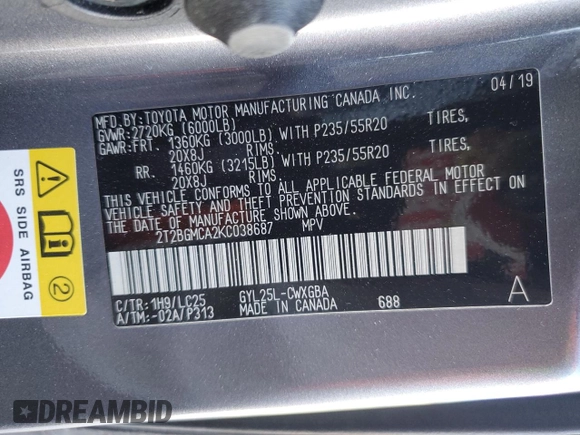 MFD. BY: TOYOTA MOTOR MANUFACTURING CANADA INC. 04/19
GVWR: 2720KG (6000LB)
GAWR: FRT. 1360KG (3000LB) WITH P235/55R20 TIRES,
20X8J RIMS.
RR. 1460KG (3215LB) WITH P235/55R20 TIRES,
20X8J RIMS.
THIS VEHICLE CONFORMS TO ALL APPLICABLE FEDERAL MOTOR
VEHICLE SAFETY AND THEFT PREVENTION STANDARDS IN EFFECT ON
THE DATE OF MANUFACTURE SHOWN ABOVE.
2T2BGMCA2KC038687 MPV
C/TR: 1H9/LC25 GYL25L-CWXGBA
A/TM: -02A/P313 MADE IN CANADA 688 A
SRS SIDE AIRBAG
2
DREAMBID